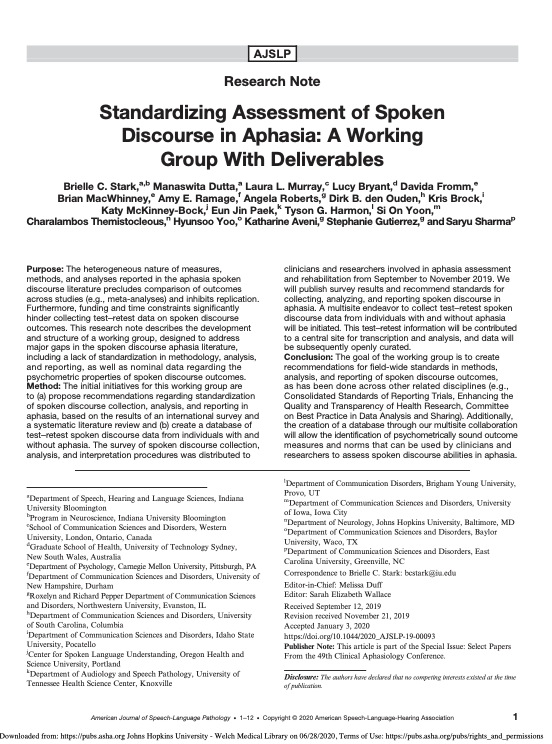 AJSLP
Research Note
Standardizing Assessment of Spoken
Discourse in Aphasia: A Working
Group With Deliverables
Brielle C. Stark,a,b Manaswita Dutta,a Laura L. Murray,c Lucy Bryant,d Davida Fromm,e
Brian MacWhinney,e Amy E. Ramage,f Angela Roberts,g Dirk B. den Ouden,h Kris Brock,i
Katy McKinney-Bock,j Eun Jin Paek,k Tyson G. Harmon,l Si On Yoon,m
Charalambos Themistocleous,n Hyunsoo Yoo,o Katharine Aveni,g Stephanie Gutierrez,g and Saryu Sharmap
Purpose: The heterogeneous nature of measures,
methods, and analyses reported in the aphasia spoken
discourse literature precludes comparison of outcomes
across studies (e.g., meta-analyses) and inhibits replication.
Furthermore, funding and time constraints significantly
hinder collecting test–retest data on spoken discourse
outcomes. This research note describes the development
and structure of a working group, designed to address
major gaps in the spoken discourse aphasia literature,
including a lack of standardization in methodology, analysis,
and reporting, as well as nominal data regarding the
psychometric properties of spoken discourse outcomes.
Method: The initial initiatives for this working group are
to (a) propose recommendations regarding standardization
of spoken discourse collection, analysis, and reporting in
aphasia, based on the results of an international survey and
a systematic literature review and (b) create a database of
test–retest spoken discourse data from individuals with and
without aphasia. The survey of spoken discourse collection,
analysis, and interpretation procedures was distributed to
clinicians and researchers involved in aphasia assessment
and rehabilitation from September to November 2019. We
will publish survey results and recommend standards for
collecting, analyzing, and reporting spoken discourse in
aphasia. A multisite endeavor to collect test–retest spoken
discourse data from individuals with and without aphasia
will be initiated. This test–retest information will be contributed
to a central site for transcription and analysis, and data will
be subsequently openly curated.
Conclusion: The goal of the working group is to create
recommendations for field-wide standards in methods,
analysis, and reporting of spoken discourse outcomes,
as has been done across other related disciplines (e.g.,
Consolidated Standards of Reporting Trials, Enhancing the
Quality and Transparency of Health Research, Committee
on Best Practice in Data Analysis and Sharing). Additionally,
the creation of a database through our multisite collaboration
will allow the identification of psychometrically sound outcome
measures and norms that can be used by clinicians and
researchers to assess spoken discourse abilities in aphasia.
aDepartment of Speech, Hearing and Language Sciences, Indiana
University Bloomington
bProgram in Neuroscience, Indiana University Bloomington
cSchool of Communication Sciences and Disorders, Western
University, London, Ontario, Canada
dGraduate School of Health, University of Technology Sydney,
New South Wales, Australia
eDepartment of Psychology, Carnegie Mellon University, Pittsburgh, PA
fDepartment of Communication Sciences and Disorders, University of
New Hampshire, Durham
gRoxelyn and Richard Pepper Department of Communication Sciences
and Disorders, Northwestern University, Evanston, IL
hDepartment of Communication Sciences and Disorders, University
of South Carolina, Columbia
iDepartment of Communication Sciences and Disorders, Idaho State
University, Pocatello
jCenter for Spoken Language Understanding, Oregon Health and
Science University, Portland
kDepartment of Audiology and Speech Pathology, University of
Tennessee Health Science Center, Knoxville
lDepartment of Communication Disorders, Brigham Young University,
Provo, UT
mDepartment of Communication Sciences and Disorders, University
of Iowa, Iowa City
nDepartment of Neurology, Johns Hopkins University, Baltimore, MD
oDepartment of Communication Sciences and Disorders, Baylor
University, Waco, TX
pDepartment of Communication Sciences and Disorders, East
Carolina University, Greenville, NC
Correspondence to Brielle C. Stark: bcstark@iu.edu
Editor-in-Chief: Melissa Duff
Editor: Sarah Elizabeth Wallace
Received September 12, 2019
Revision received November 21, 2019
Accepted January 3, 2020
https://doi.org/10.1044/2020_AJSLP-19-00093
Publisher Note: This article is part of the Special Issue: Select Papers
From the 49th Clinical Aphasiology Conference.
Disclosure: The authors have declared that no competing interests existed at the time
of publication.
American Journal of Speech-Language Pathology • 1–12 • Copyright © 2020 American Speech-Language-Hearing Association 1
Downloaded from: https://pubs.asha.org Johns Hopkins University - Welch Medical Library on 06/28/2020, Terms of Use: https://pubs.asha.org/pubs/rights_and_permissions